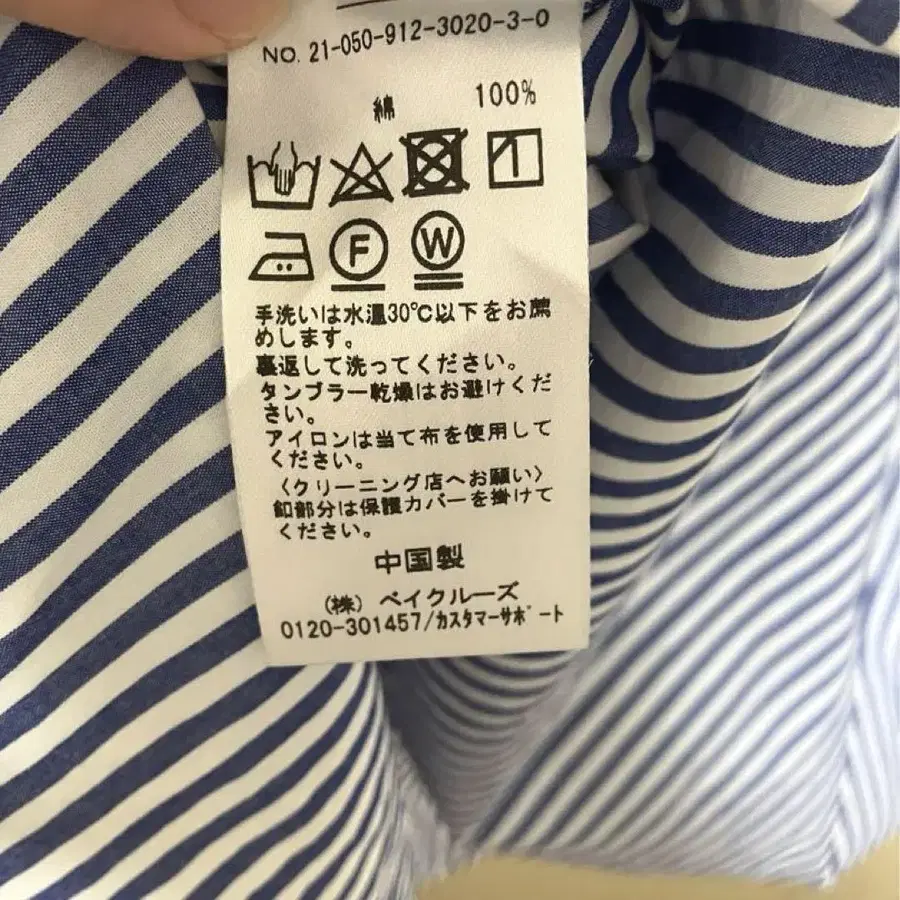 NO. 21-050-912-3020-3-0
綿 100%
F W
手洗いは水温30℃以下をお薦
めします。
裏返して洗ってください。
タンブラー乾燥はお避けくだ
さい。
アイロンは当て布を使用して
ください。
〈クリーニング店へお願い〉
釦部分は保護カバーを掛けて
ください。
中国製
(株) ベイクルーズ
0120-301457/カスタマーサポート